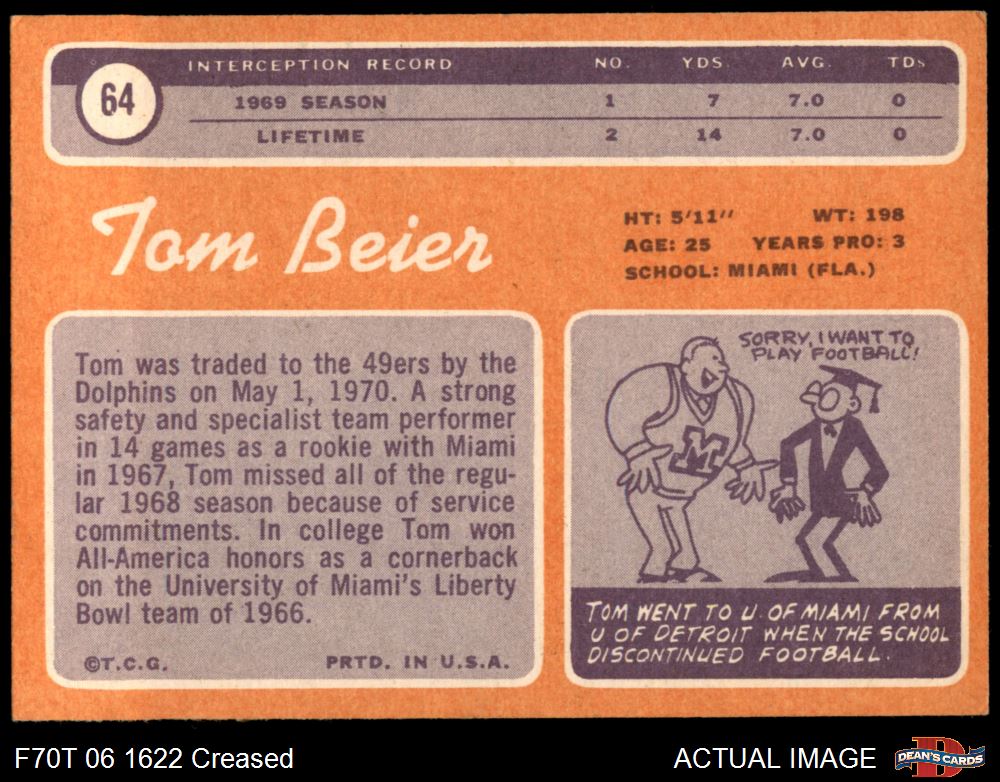 64
INTERCEPTION RECORD NO. YDS. AVG. TDs
1969 SEASON 1 7 7.0 0
LIFETIME 2 14 7.0 0
Tom Beier
HT: 5'11" WT: 198
AGE: 25 YEARS PRO: 3
SCHOOL: MIAMI (FLA.)
Tom was traded to the 49ers by the
Dolphins on May 1, 1970. A strong
safety and specialist team performer
in 14 games as a rookie with Miami
in 1967, Tom missed all of the regu-
lar 1968 season because of service
commitments. In college Tom won
All-America honors as a cornerback
on the University of Miami's Liberty
Bowl team of 1966.
©T.C.G. PRTD. IN U.S.A.
SORRY, I WANT TO
PLAY FOOTBALL!
M
TOM WENT TO U. OF MIAMI FROM
U OF DETROIT WHEN THE SCHOOL
DISCONTINUED FOOTBALL.
F70T 06 1622 Creased
ACTUAL IMAGE
D
DEAN'S CARDS